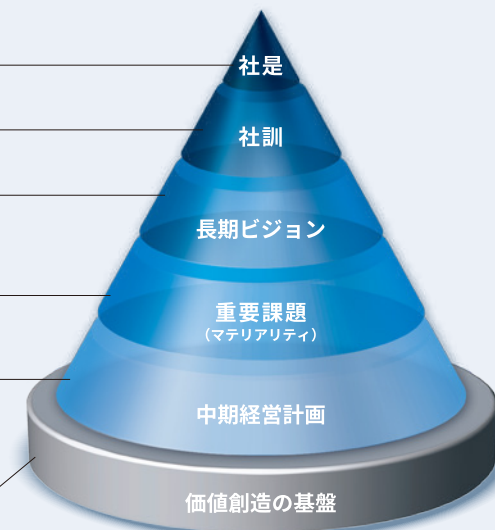 社是
社訓
長期ビジョン
重要課題
（マテリアリティ）
中期経営計画
価値創造の基盤